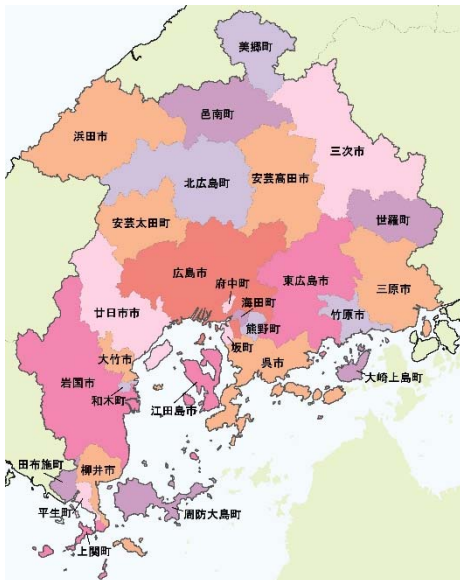 美郷町
邑南町
浜田市
三次市
北広島町
安芸高田市
安芸太田町
世羅町
広島市
東広島市
府中町
三原市
海田町
廿日市市
竹原市
熊野町
坂町
呉市
大竹市
岩国市
大崎上島町
和木町
江田島市
田布施町
柳井市
平生町
周防大島町
上関町